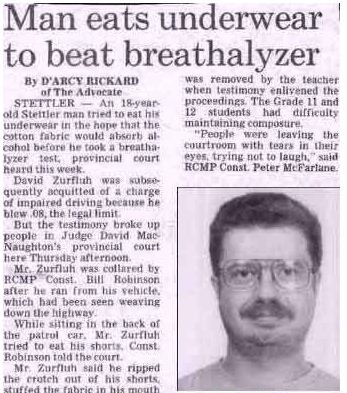 Man eats underwear
to beat breathalyzer
By D'ARCY RICKARD
of The Advocate
STETTLER — An 18-year-
old Stettler man tried to eat his
underwear in the hope that the
cotton fabric would absorb al-
cohol before he took a breatha-
lyzer test, provincial court
heard this week.
David Zurfluh was subse-
quently acquitted of a charge
of impaired driving because he
blew .08, the legal limit.
But the testimony broke up
people in Judge David Mac-
Naughton's provincial court
here Thursday afternoon.
Mr. Zurfluh was collared by
RCMP Const. Bill Robinson
after he ran from his vehicle,
which had been seen weaving
down the highway.
While sitting in the back of
the patrol car, Mr. Zurfluh
tried to eat his shorts, Const.
Robinson told the court.
Mr. Zurfluh said he ripped
the crotch out of his shorts,
stuffed the fabric in his mouth
was removed by the teacher
when testimony enlivened the
proceedings. The Grade 11 and
12 students had difficulty
maintaining composure.
"People were leaving the
courtroom with tears in their
eyes, trying not to laugh," said
RCMP Const. Peter McFarlane.